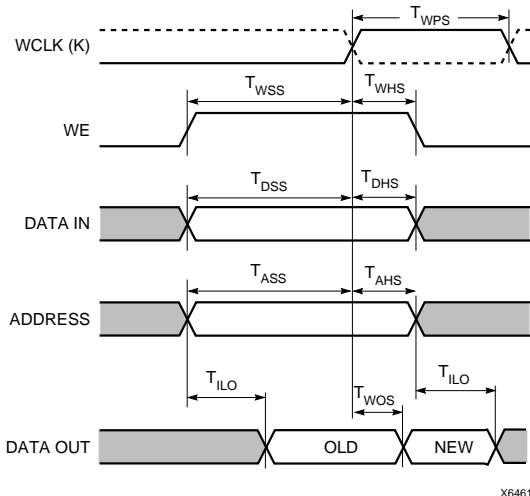 T_WPS
WCLK (K)
T_WSS T_WHS
WE
T_DSS T_DHS
DATA IN
T_ASS T_AHS
ADDRESS
T_ILO T_WOS T_ILO
DATA OUT OLD NEW
X6461